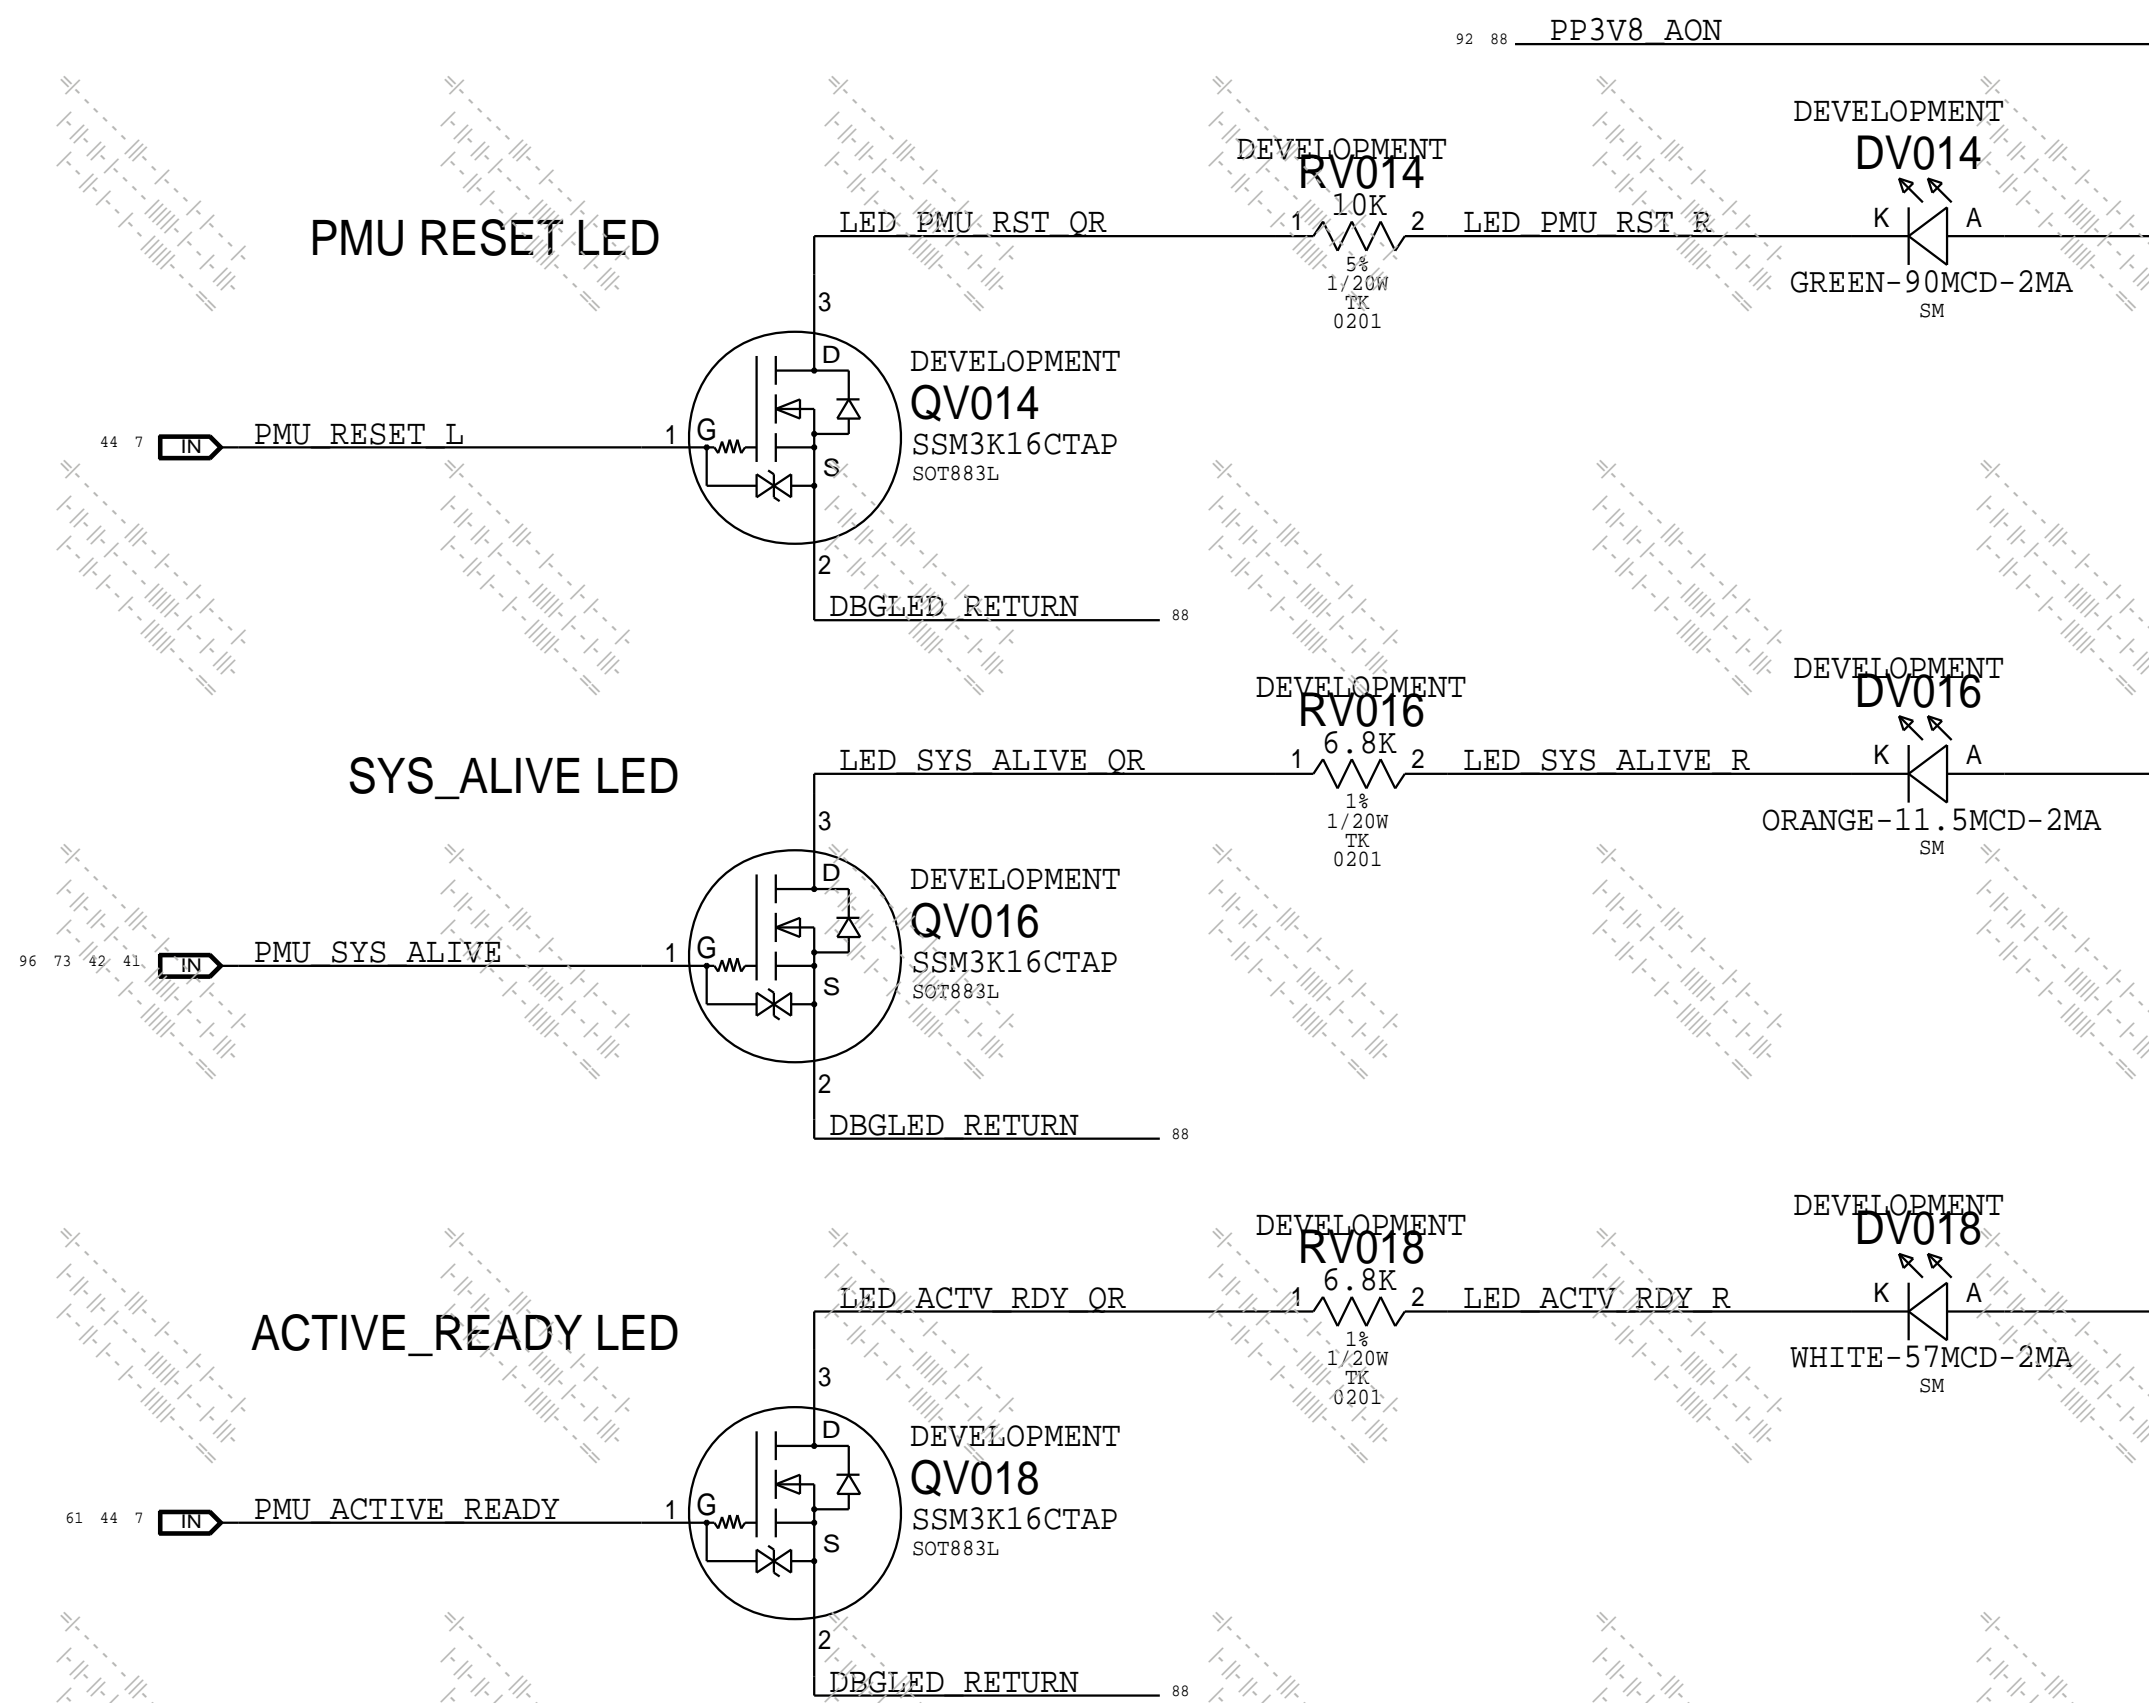 92 88 PP3V8_AON
DEVELOPMENT
DV014
DEVELOPMENT
RV014
10K
PMU RESET LED
LED_PMU_RST_QR
1 2
LED_PMU_RST_R
K A
5%
1/20W
TK
0201
GREEN-90MCD-2MA
SM
3
D
DEVELOPMENT
QV014
SSM3K16CTAP
SOT883L
44 7 IN PMU_RESET_L 1 G
S
2
DBGLED_RETURN 88
DEVELOPMENT
DV016
DEVELOPMENT
RV016
6.8K
SYS_ALIVE LED
LED_SYS_ALIVE_QR
1 2
LED_SYS_ALIVE_R
K A
1%
1/20W
TK
0201
ORANGE-11.5MCD-2MA
SM
3
D
DEVELOPMENT
QV016
SSM3K16CTAP
SOT883L
96 73 42 41 IN PMU_SYS_ALIVE 1 G
S
2
DBGLED_RETURN 88
DEVELOPMENT
DV018
DEVELOPMENT
RV018
6.8K
ACTIVE_READY LED
LED_ACTV_RDY_QR
1 2
LED_ACTV_RDY_R
K A
1%
1/20W
TK
0201
WHITE-57MCD-2MA
SM
3
D
DEVELOPMENT
QV018
SSM3K16CTAP
SOT883L
61 44 7 IN PMU_ACTIVE_READY 1 G
S
2
DBGLED_RETURN 88